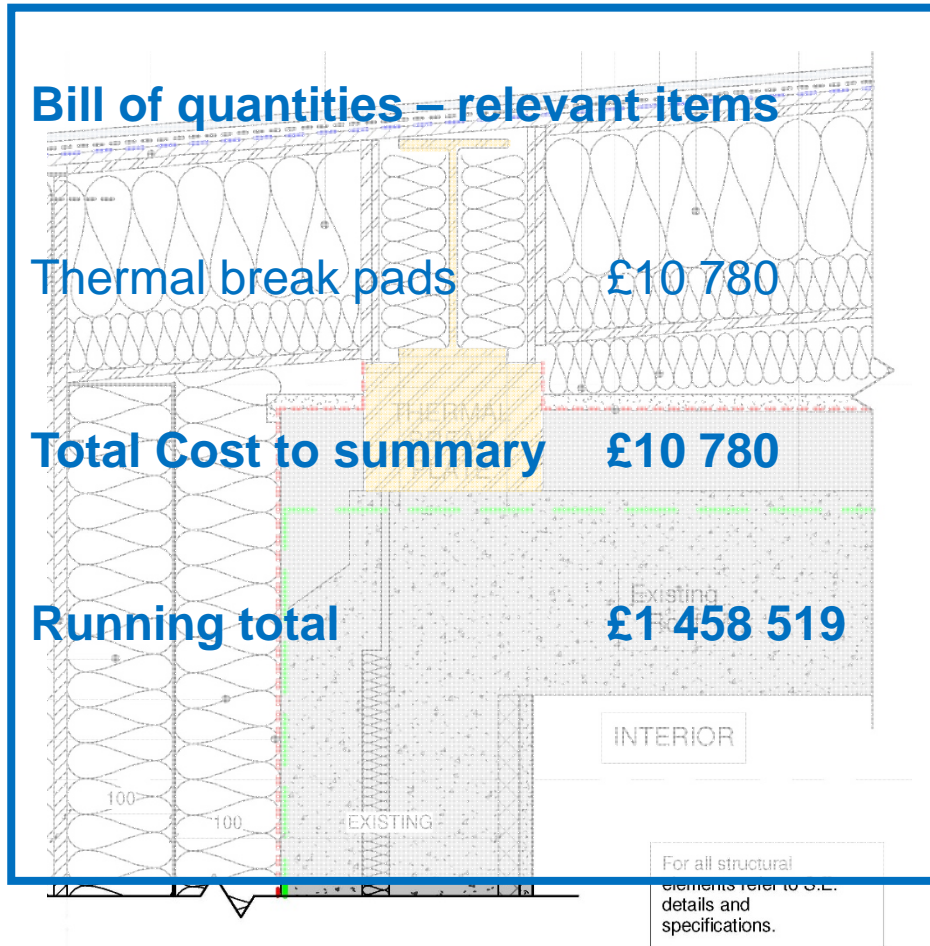 Bill of quantities – relevant items
Thermal break pads £10 780
THERMAL
Total Cost to summary £10 780
Existing
Running total £1 458 519
INTERIOR
100
100
EXISTING
For all structural
elements refer to S.E.
details and
specifications.